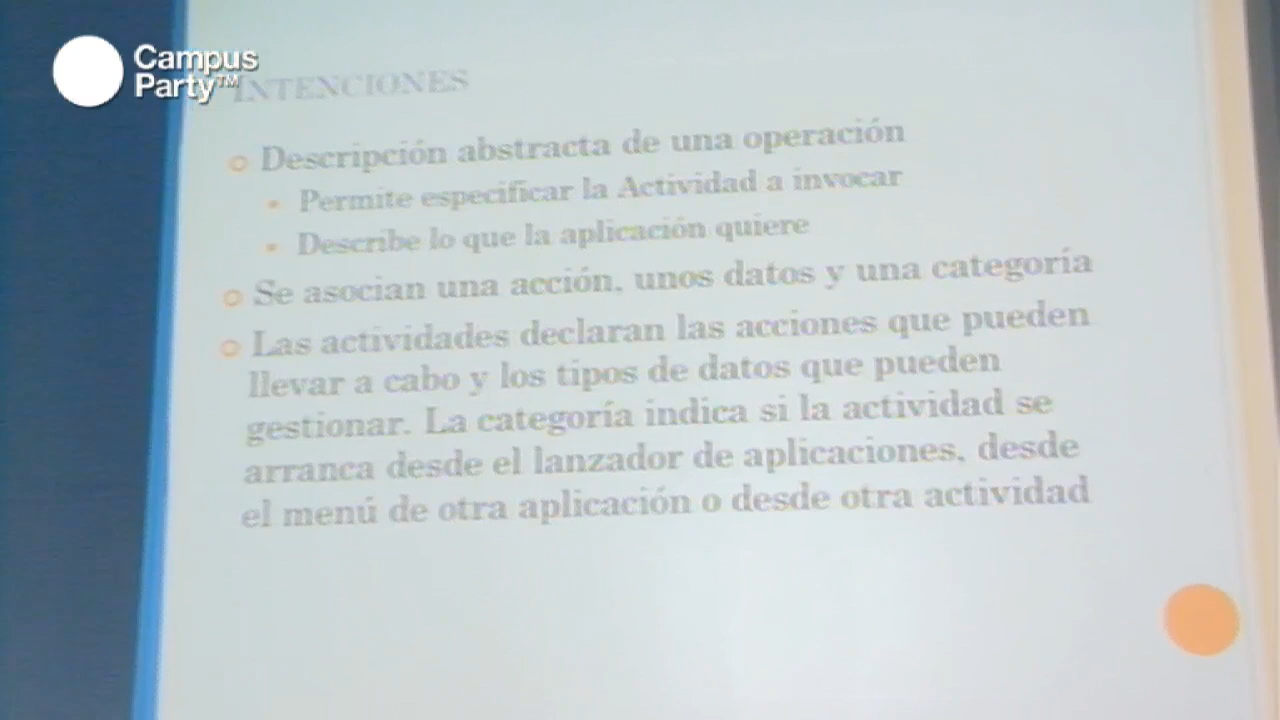 Campus
Party™
INTENCIONES
Descripción abstracta de una operación
Permite especificar la Actividad a invocar
Describe lo que la aplicación quiere
Se asocian una acción, unos datos y una categoría
Las actividades declaran las acciones que pueden
llevar a cabo y los tipos de datos que pueden
gestionar. La categoría indica si la actividad se
arranca desde el lanzador de aplicaciones, desde
el menú de otra aplicación o desde otra actividad